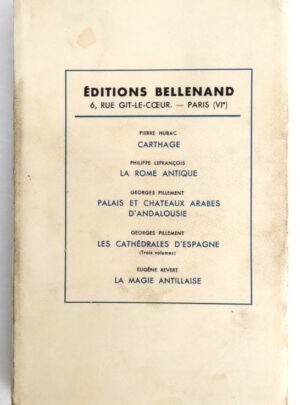 ÉDITIONS BELLENAND
6, RUE GIT-LE-CŒUR. — PARIS (VIe)
PIERRE HUBAC
CARTHAGE
PHILIPPE LEFRANÇOIS
LA ROME ANTIQUE
GEORGES PILLEMENT
PALAIS ET CHATEAUX ARABES
D'ANDALOUSIE
GEORGES PILLEMENT
LES CATHÉDRALES D'ESPAGNE
(Trois volumes)
EUGÈNE REVERT
LA MAGIE ANTILLAISE